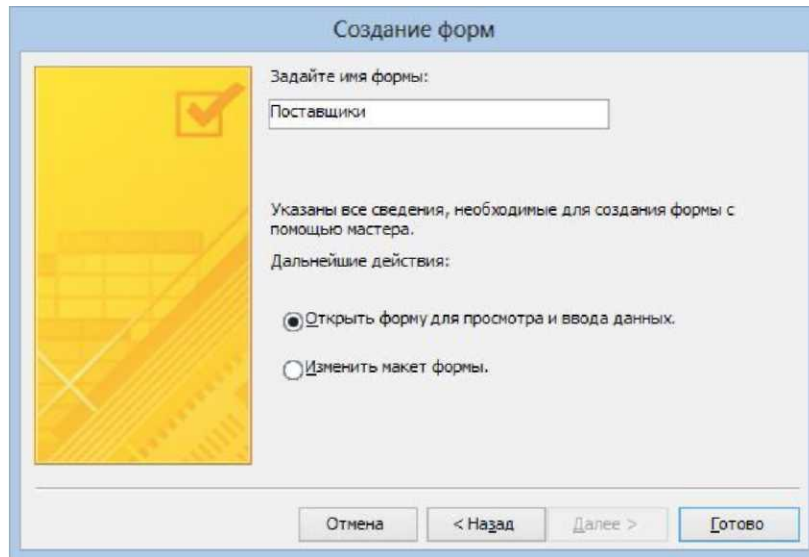 Создание форм
Задайте имя формы:
Поставщики
Указаны все сведения, необходимые для создания формы с
помощью мастера.
Дальнейшие действия:
Открыть форму для просмотра и ввода данных.
Изменить макет формы.
Отмена
< Назад
Далее >
Готово